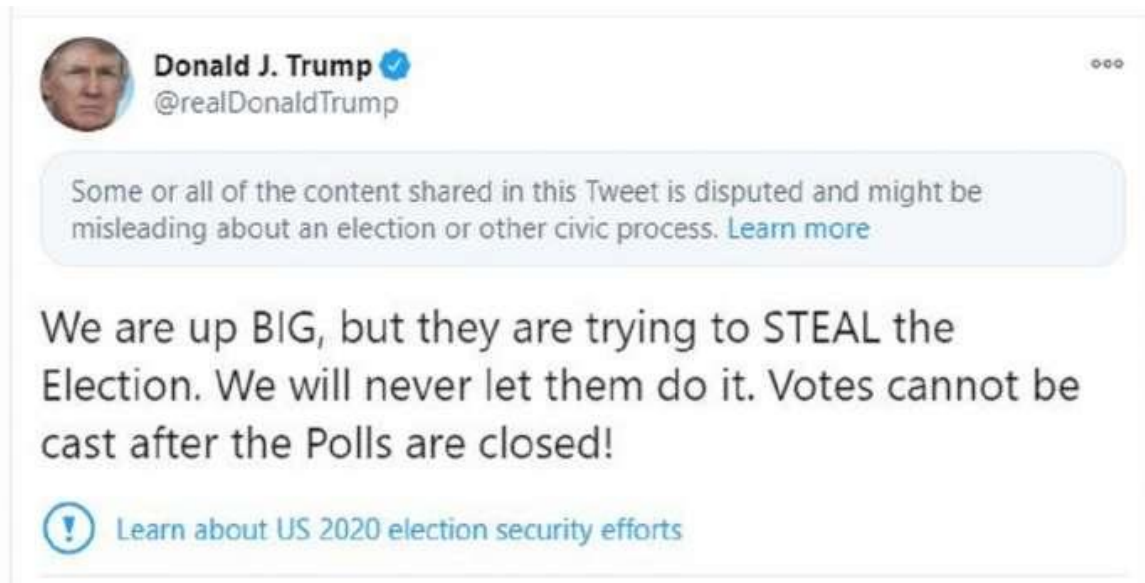 Donald J. Trump
@realDonaldTrump
Some or all of the content shared in this Tweet is disputed and might be
misleading about an election or other civic process. Learn more
We are up BIG, but they are trying to STEAL the
Election. We will never let them do it. Votes cannot be
cast after the Polls are closed!
Learn about US 2020 election security efforts